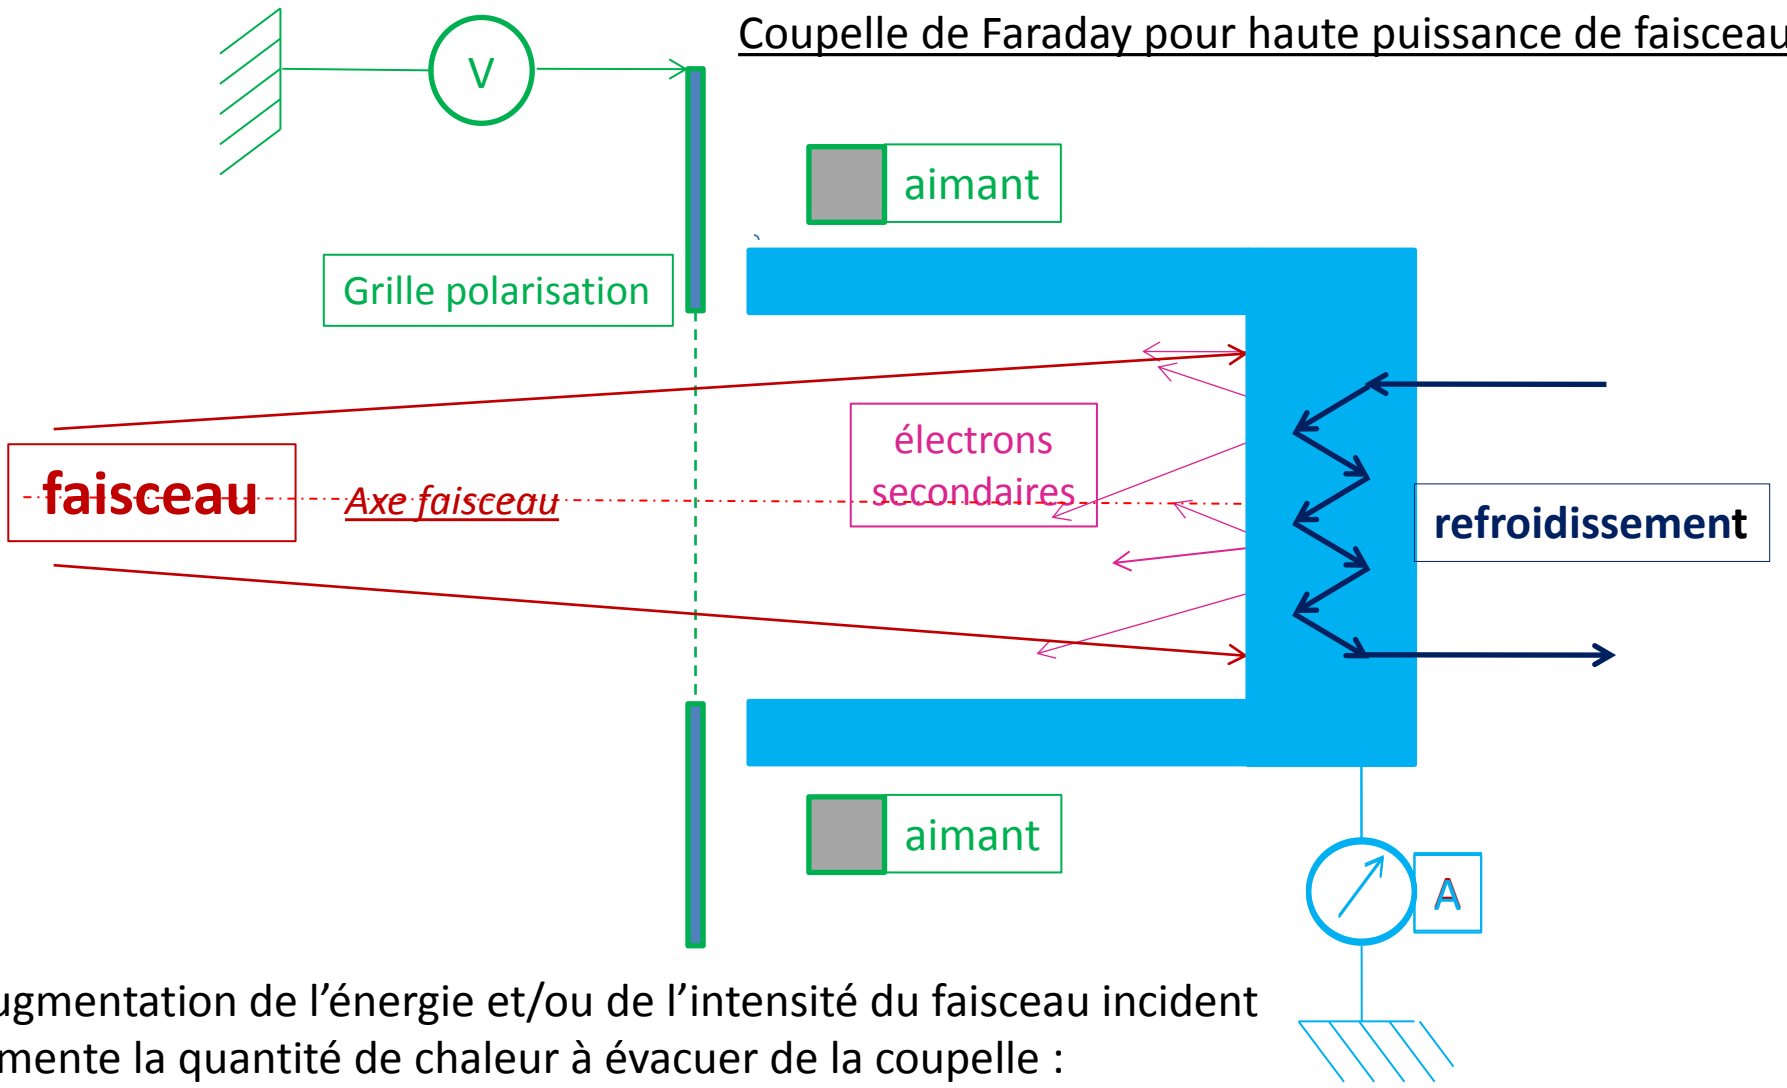 Coupelle de Faraday pour haute puissance de faisceau
V
aimant
Grille polarisation
électrons
secondaires
faisceau
Axe faisceau
refroidissement
aimant
A
ugmentation de l’énergie et/ou de l’intensité du faisceau incident
mente la quantité de chaleur à évacuer de la coupelle :